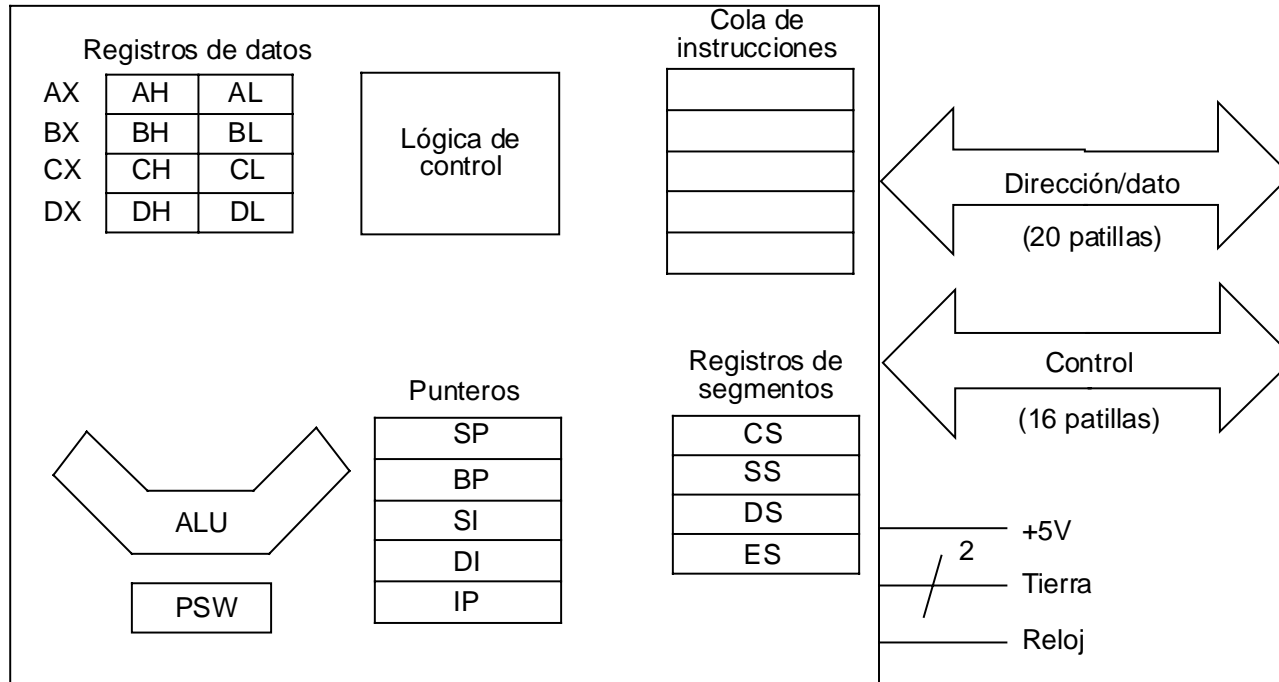 Registros de datos
AX AH AL
BX BH BL
CX CH CL
DX DH DL
Lógica de
control
Cola de
instrucciones
Dirección/dato
(20 patillas)
Control
(16 patillas)
ALU
PSW
Punteros
SP
BP
SI
DI
IP
Registros de
segmentos
CS
SS
DS
ES
+5V
2
Tierra
Reloj